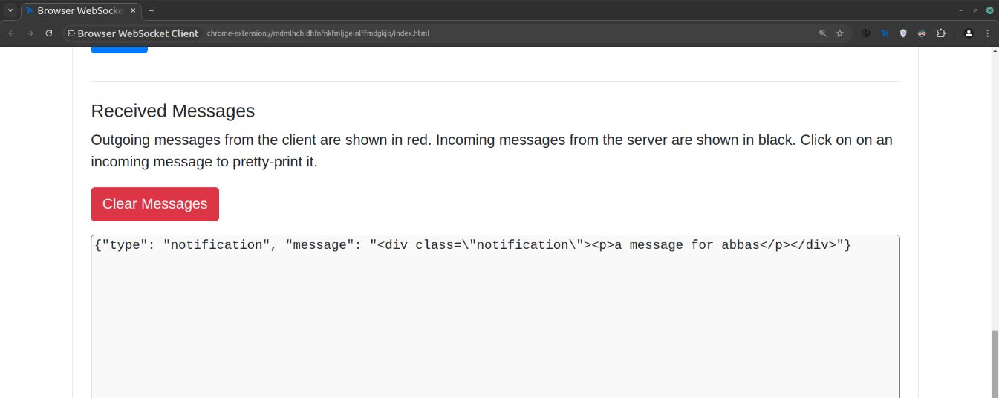 Browser WebSocke
Browser WebSocket Client chrome-extension://mdmlhchldhfnfnkfmljgeinlffmdgkjo/index.html
Received Messages
Outgoing messages from the client are shown in red. Incoming messages from the server are shown in black. Click on on an
incoming message to pretty-print it.
Clear Messages
{"type": "notification", "message": "<div class=\"notification\"><p>a message for abbas</p></div>"}